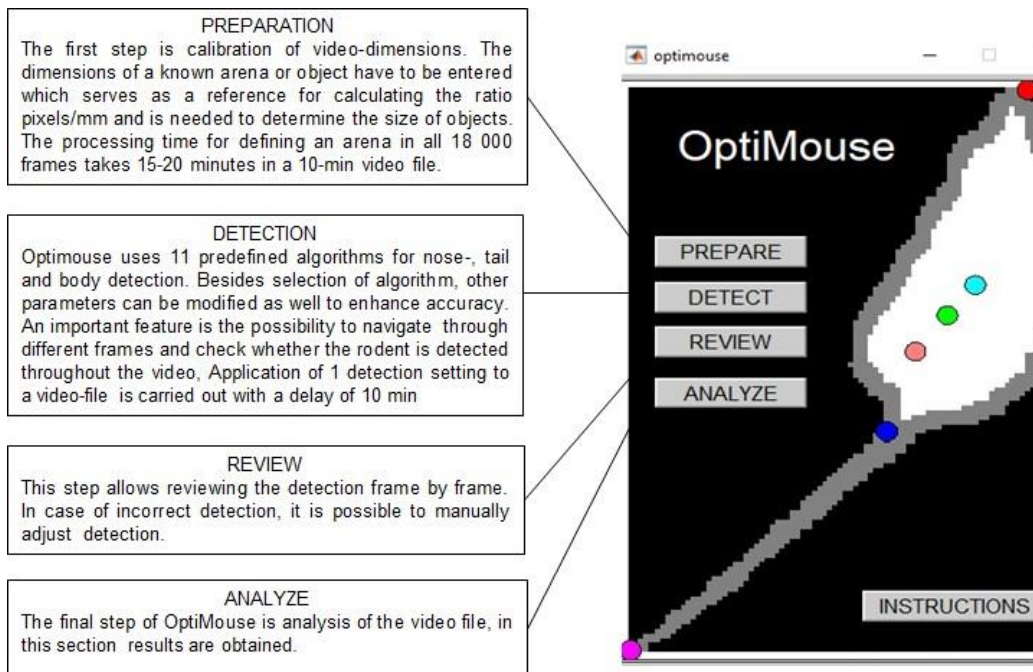 PREPARATION
The first step is calibration of video-dimensions. The
dimensions of a known arena or object have to be entered
which serves as a reference for calculating the ratio
pixels/mm and is needed to determine the size of objects.
The processing time for defining an arena in all 18 000
frames takes 15-20 minutes in a 10-min video file.
DETECTION
Optimouse uses 11 predefined algorithms for nose-, tail
and body detection. Besides selection of algorithm, other
parameters can be modified as well to enhance accuracy.
An important feature is the possibility to navigate through
different frames and check whether the rodent is detected
throughout the video, Application of 1 detection setting to
a video-file is carried out with a delay of 10 min
REVIEW
This step allows reviewing the detection frame by frame.
In case of incorrect detection, it is possible to manually
adjust detection.
ANALYZE
The final step of OptiMouse is analysis of the video file, in
this section results are obtained.
optimouse
OptiMouse
PREPARE
DETECT
REVIEW
ANALYZE
INSTRUCTIONS